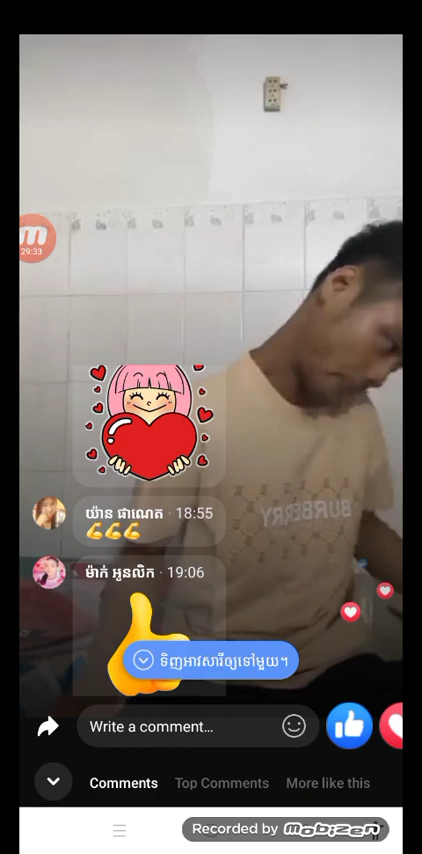 m
29:33
BURBERRY
យ៉ាន ផាណេត · 18:55
💪💪💪
ម៉ាក់ អូនលិក · 19:06
ទិញអាវសារីឲ្យទៅមួយ។
Write a comment...
Comments Top Comments More like this
Recorded by MOBIZEN